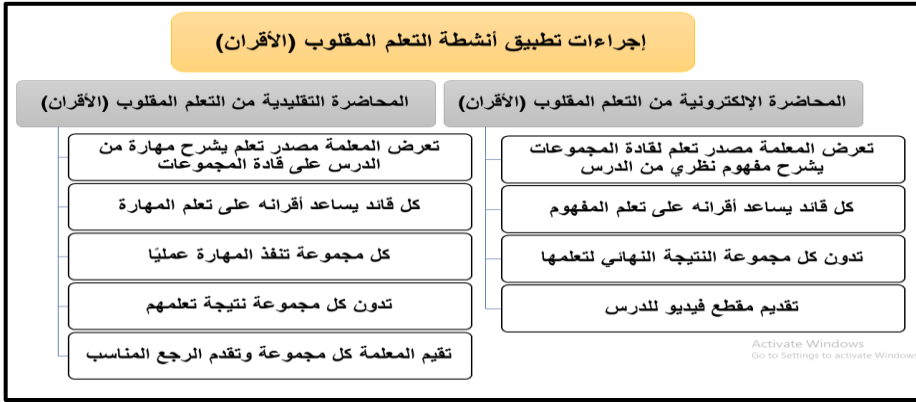 إجراءات تطبيق أنشطة التعلم المقلوب (الأقران)
المحاضرة الإلكترونية من التعلم المقلوب (الأقران)
تعرض المعلمة مصدر تعلم لقادة المجموعات
يشرح مفهوم نظري من الدرس
كل قائد يساعد أقرانه على تعلم المفهوم
تدون كل مجموعة النتيجة النهائي لتعلمها
تقديم مقطع فيديو للدرس
المحاضرة التقليدية من التعلم المقلوب (الأقران)
تعرض المعلمة مصدر تعلم يشرح مهارة من
الدرس على قادة المجموعات
كل قائد يساعد أقرانه على تعلم المهارة
كل مجموعة تنفذ المهارة عمليًا
تدون كل مجموعة نتيجة تعلمهم
تقيم المعلمة كل مجموعة وتقدم الرجع المناسب
Activate Windows
Go to Settings to activate Windows